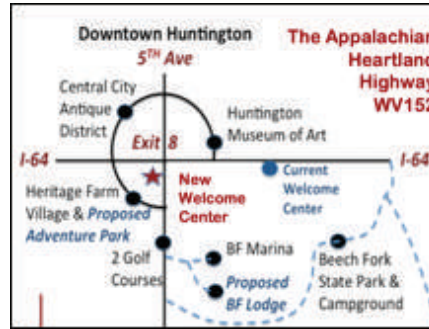 Downtown Huntington
5TH Ave
The Appalachian
Heartland
Highway
WV152
Central City
Antique
District
Huntington
Museum of Art
Exit 8
I-64
I-64
Current
Welcome
Center
New
Welcome
Center
Heritage Farm
Village & Proposed
Adventure Park
2 Golf
Courses
BF Marina
Proposed
BF Lodge
Beech Fork
State Park &
Campground